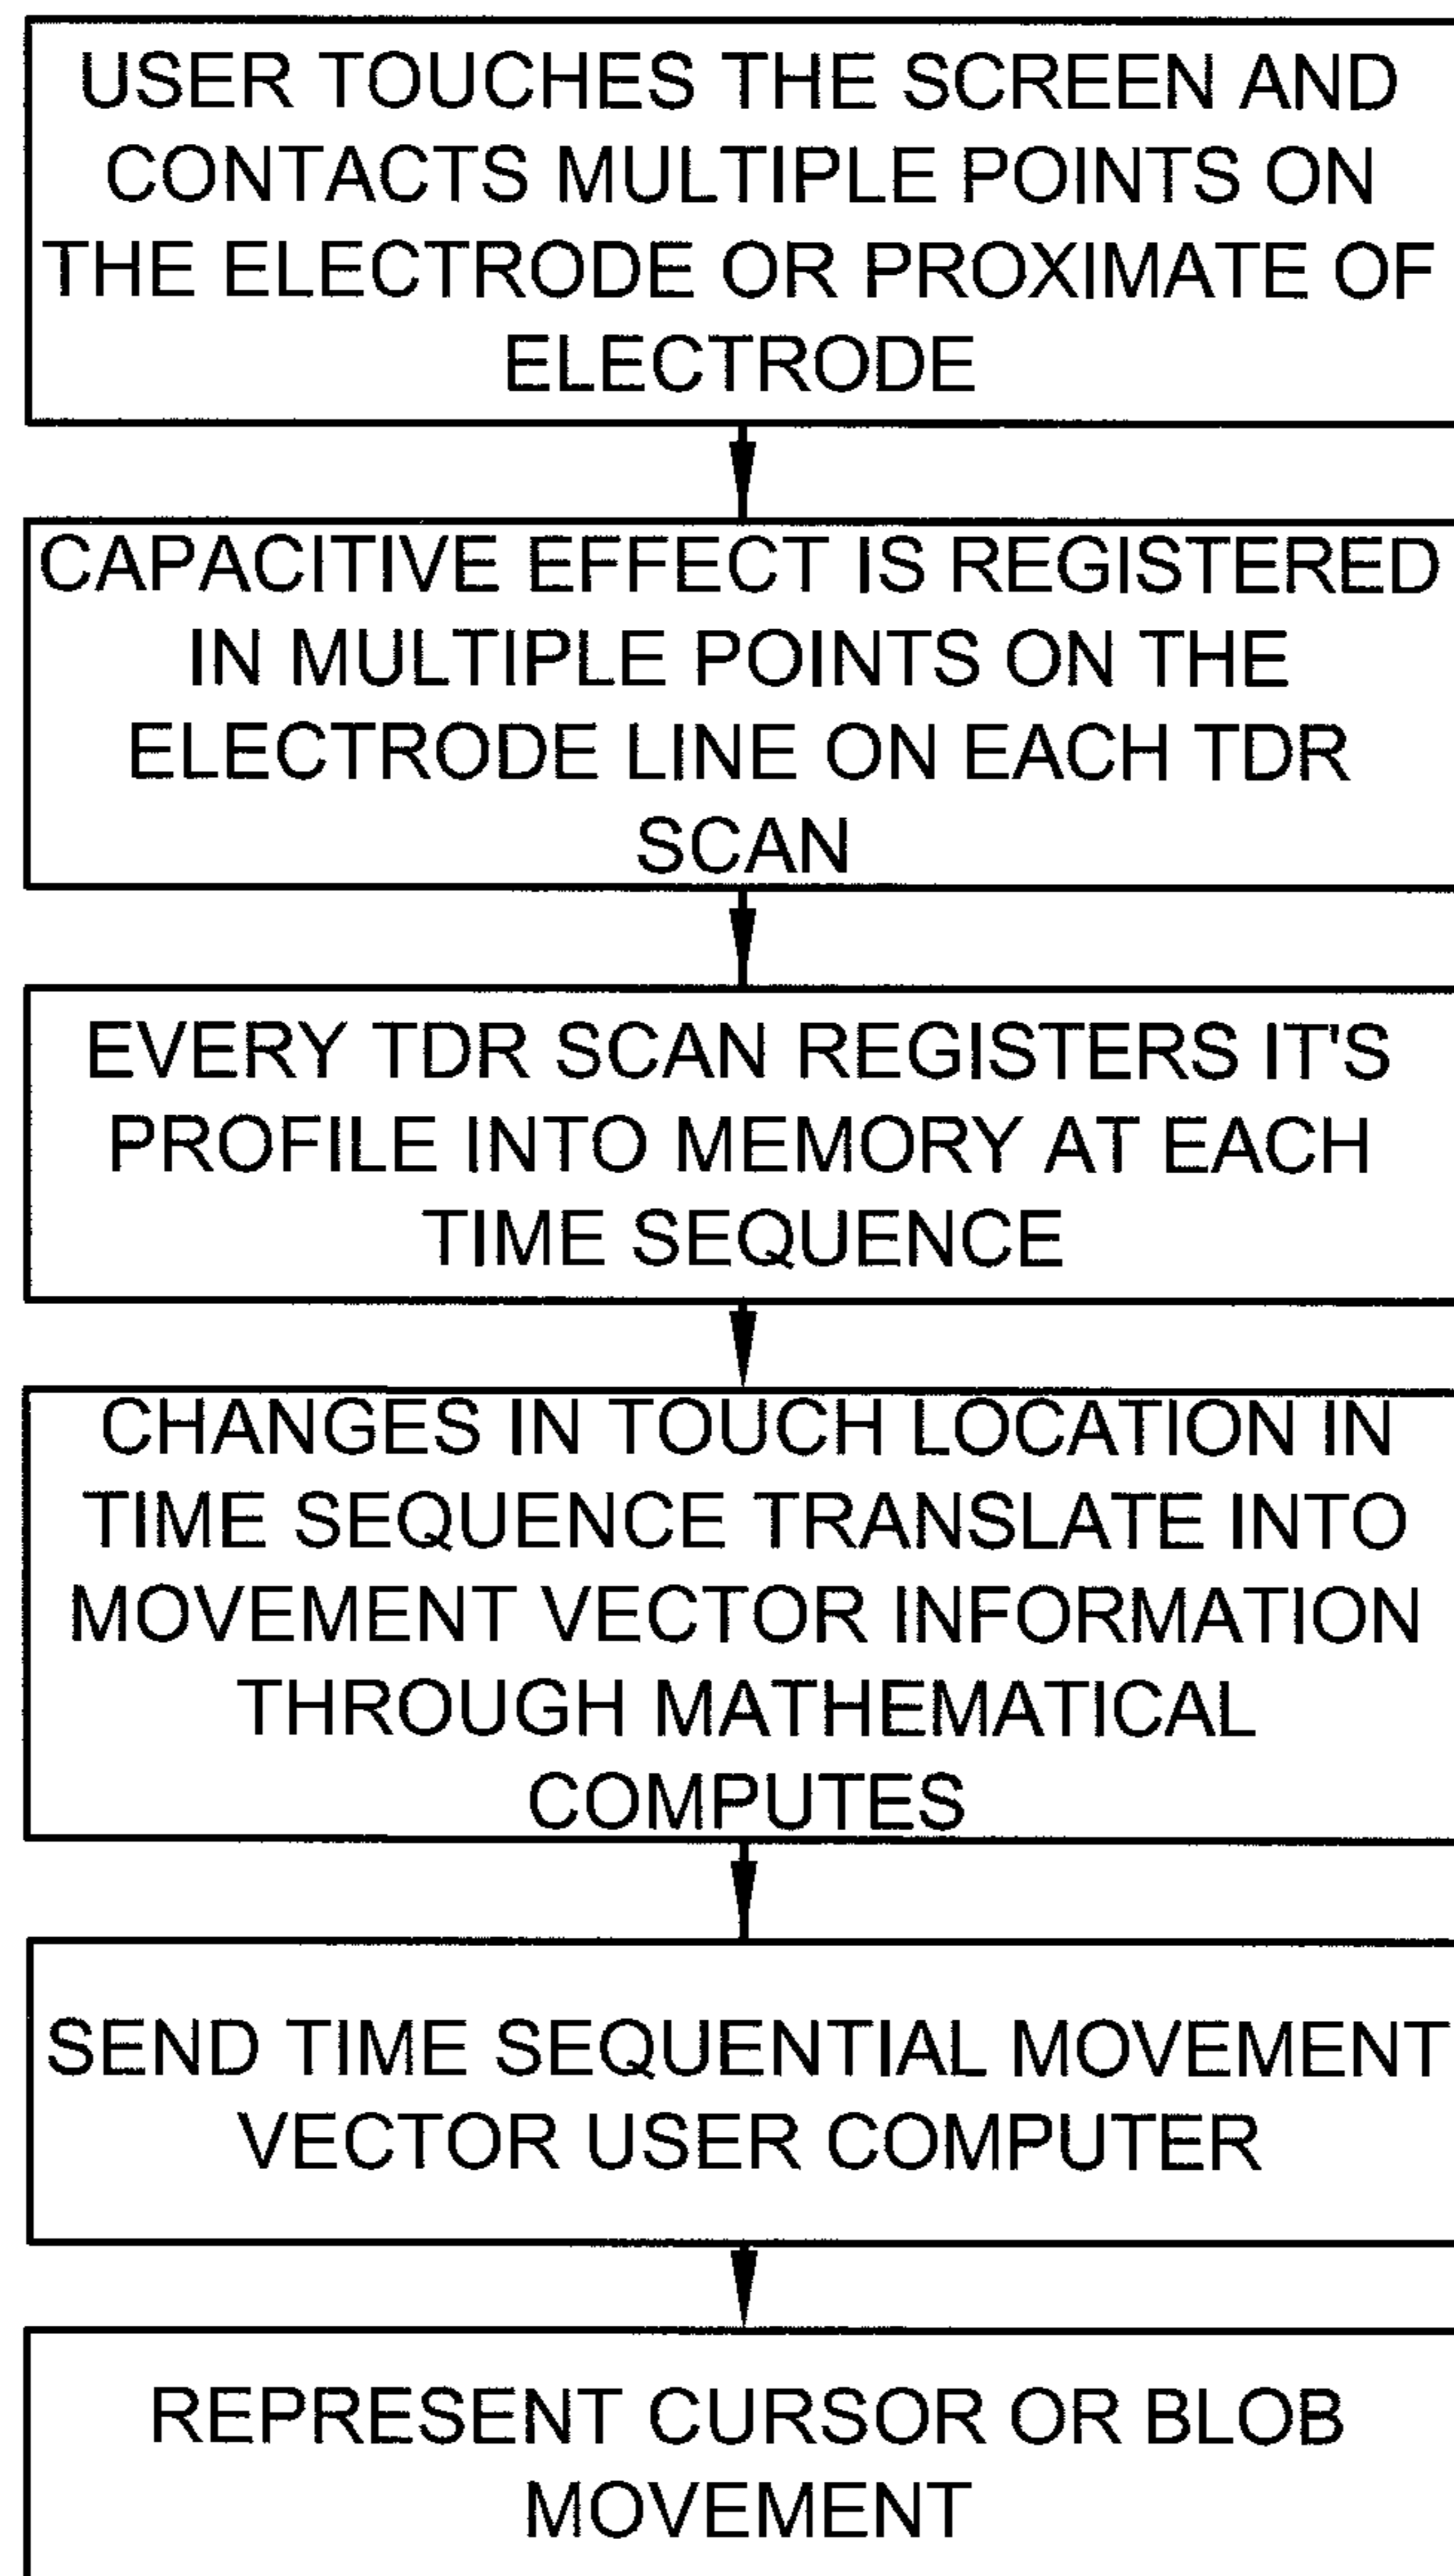 USER TOUCHES THE SCREEN AND
CONTACTS MULTIPLE POINTS ON
THE ELECTRODE OR PROXIMATE OF
ELECTRODE
CAPACITIVE EFFECT IS REGISTERED
IN MULTIPLE POINTS ON THE
ELECTRODE LINE ON EACH TDR
SCAN
EVERY TDR SCAN REGISTERS IT'S
PROFILE INTO MEMORY AT EACH
TIME SEQUENCE
CHANGES IN TOUCH LOCATION IN
TIME SEQUENCE TRANSLATE INTO
MOVEMENT VECTOR INFORMATION
THROUGH MATHEMATICAL
COMPUTES
SEND TIME SEQUENTIAL MOVEMENT
VECTOR USER COMPUTER
REPRESENT CURSOR OR BLOB
MOVEMENT